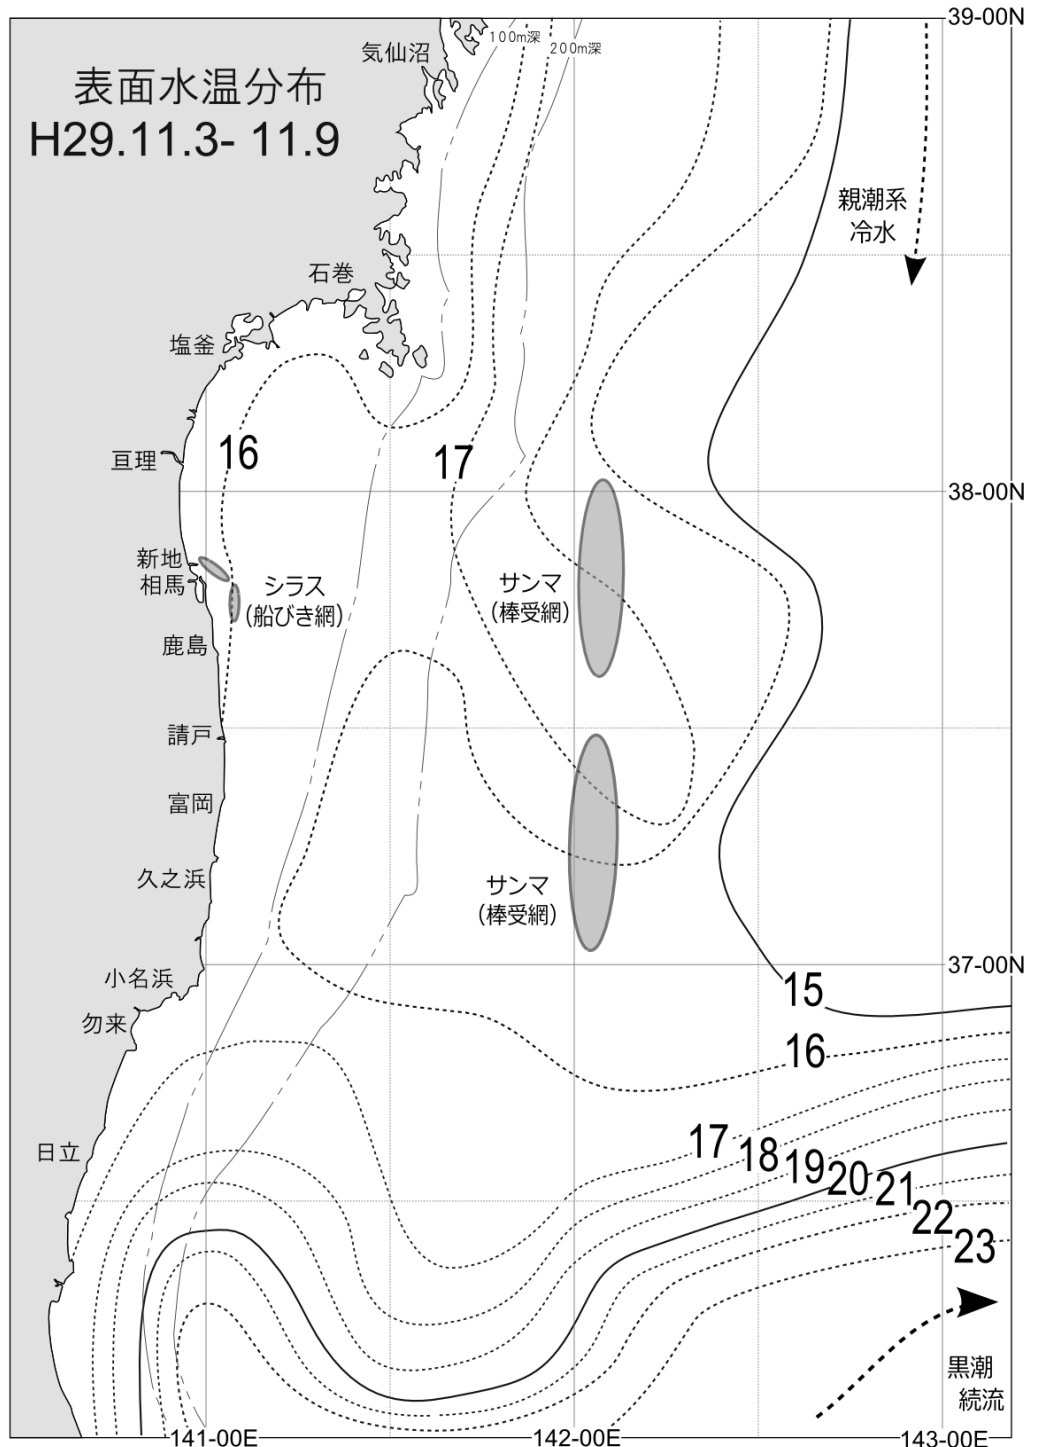 39-00N
100m深
200m深
気仙沼
表面水温分布
H29.11.3- 11.9
親潮系
冷水
石巻
塩釜
16
17
亘理
38-00N
新地
相馬
シラス
(船びき網)
サンマ
(棒受網)
鹿島
請戸
富岡
久之浜
サンマ
(棒受網)
小名浜
37-00N
15
勿来
16
17
18
19
20
21
22
23
日立
黒潮
続流
141-00E
142-00E
143-00E